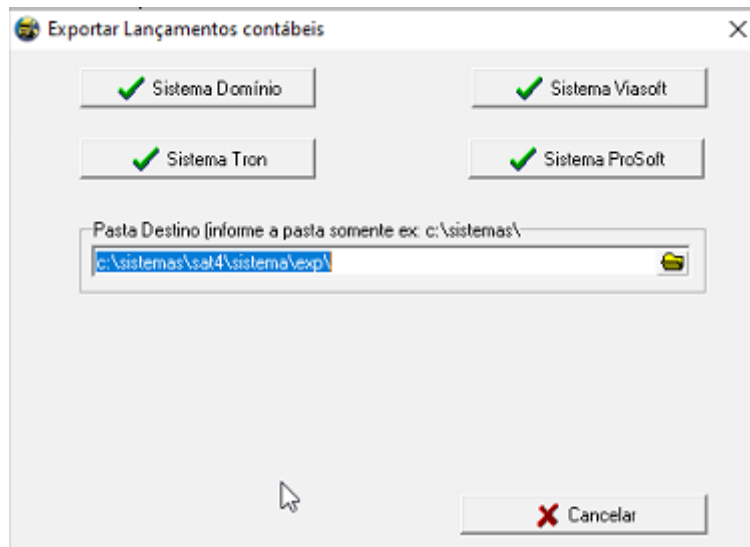 Exportar Lançamentos contábeis
Sistema Domínio
Sistema Viasoft
Sistema Tron
Sistema ProSoft
Pasta Destino (informe a pasta somente ex: c:\sistemas\
c:\sistemas\sat4\sistema\exp\
Cancelar